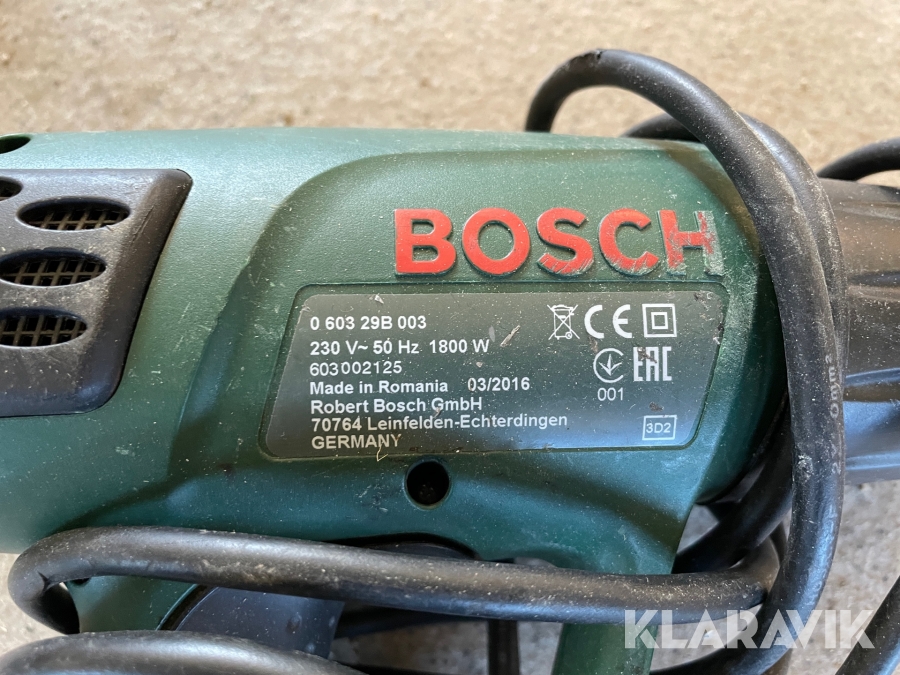 BOSCH
0 603 29B 003
230 V~ 50 Hz 1800 W
603002125
Made in Romania 03/2016
Robert Bosch GmbH
70764 Leinfelden-Echterdingen
GERMANY
CE
EAC
001
3D2
KLARAVIK